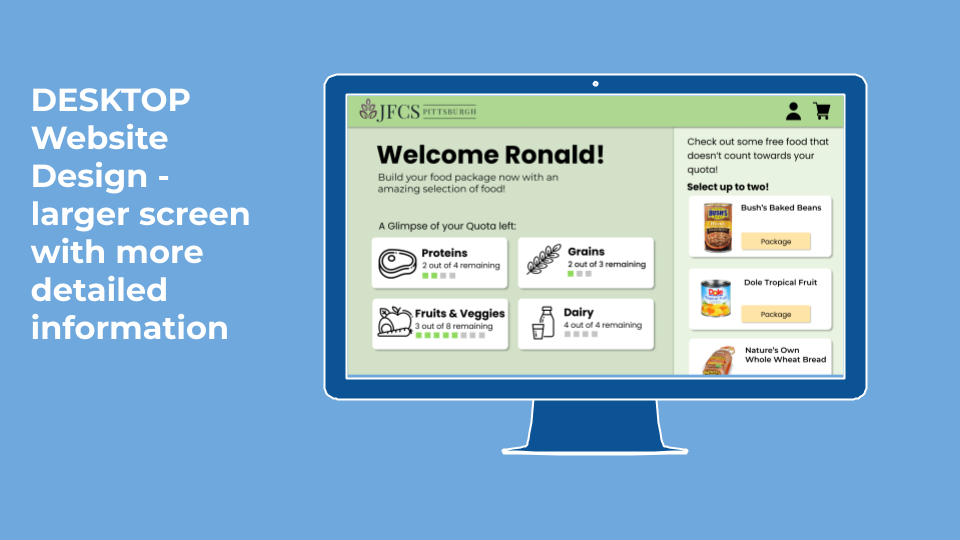 DESKTOP
Website
Design -
larger screen
with more
detailed
information
JFCS PITTSBURGH
Welcome Ronald!
Build your food package now with an
amazing selection of food!
A Glimpse of your Quota left:
Proteins
2 out of 4 remaining
Grains
2 out of 3 remaining
Fruits & Veggies
3 out of 8 remaining
Dairy
4 out of 4 remaining
Check out some free food that
doesn't count towards your
quota!
Select up to two!
BUSH'S
Bush's Baked Beans
Package
Dole
Tropical Fruit
Dole Tropical Fruit
Package
Nature's Own
Whole Wheat Bread